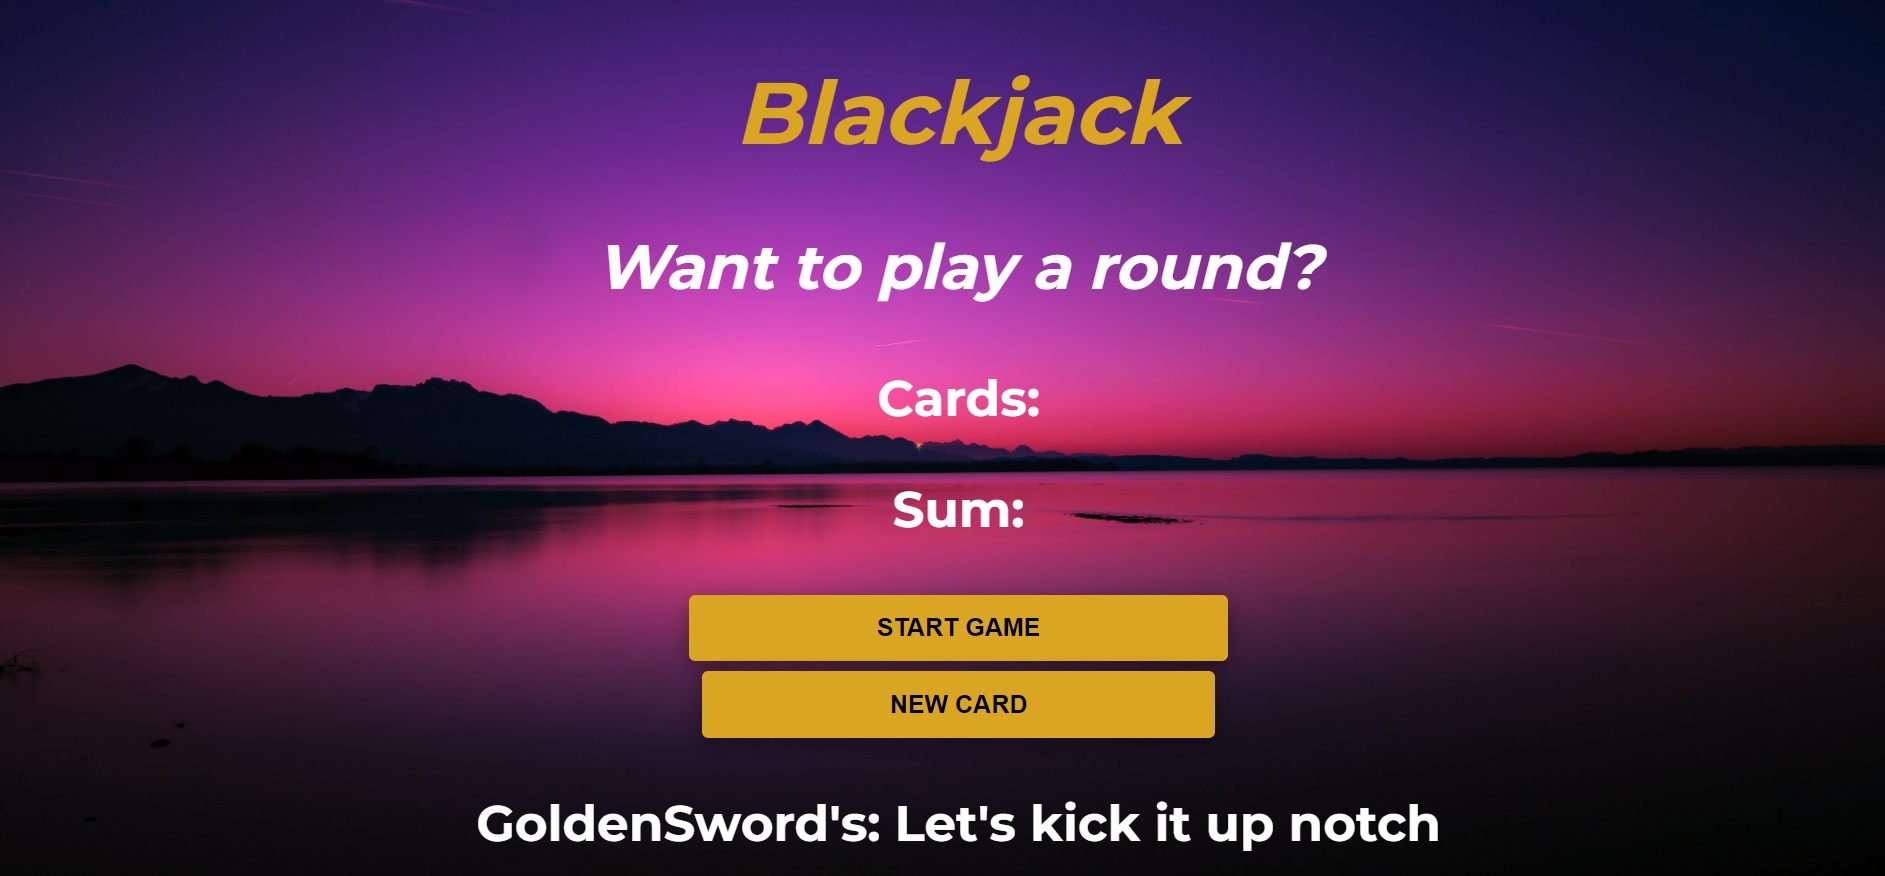 Blackjack
Want to play a round?
Cards:
Sum:
START GAME
NEW CARD
GoldenSword's: Let's kick it up notch